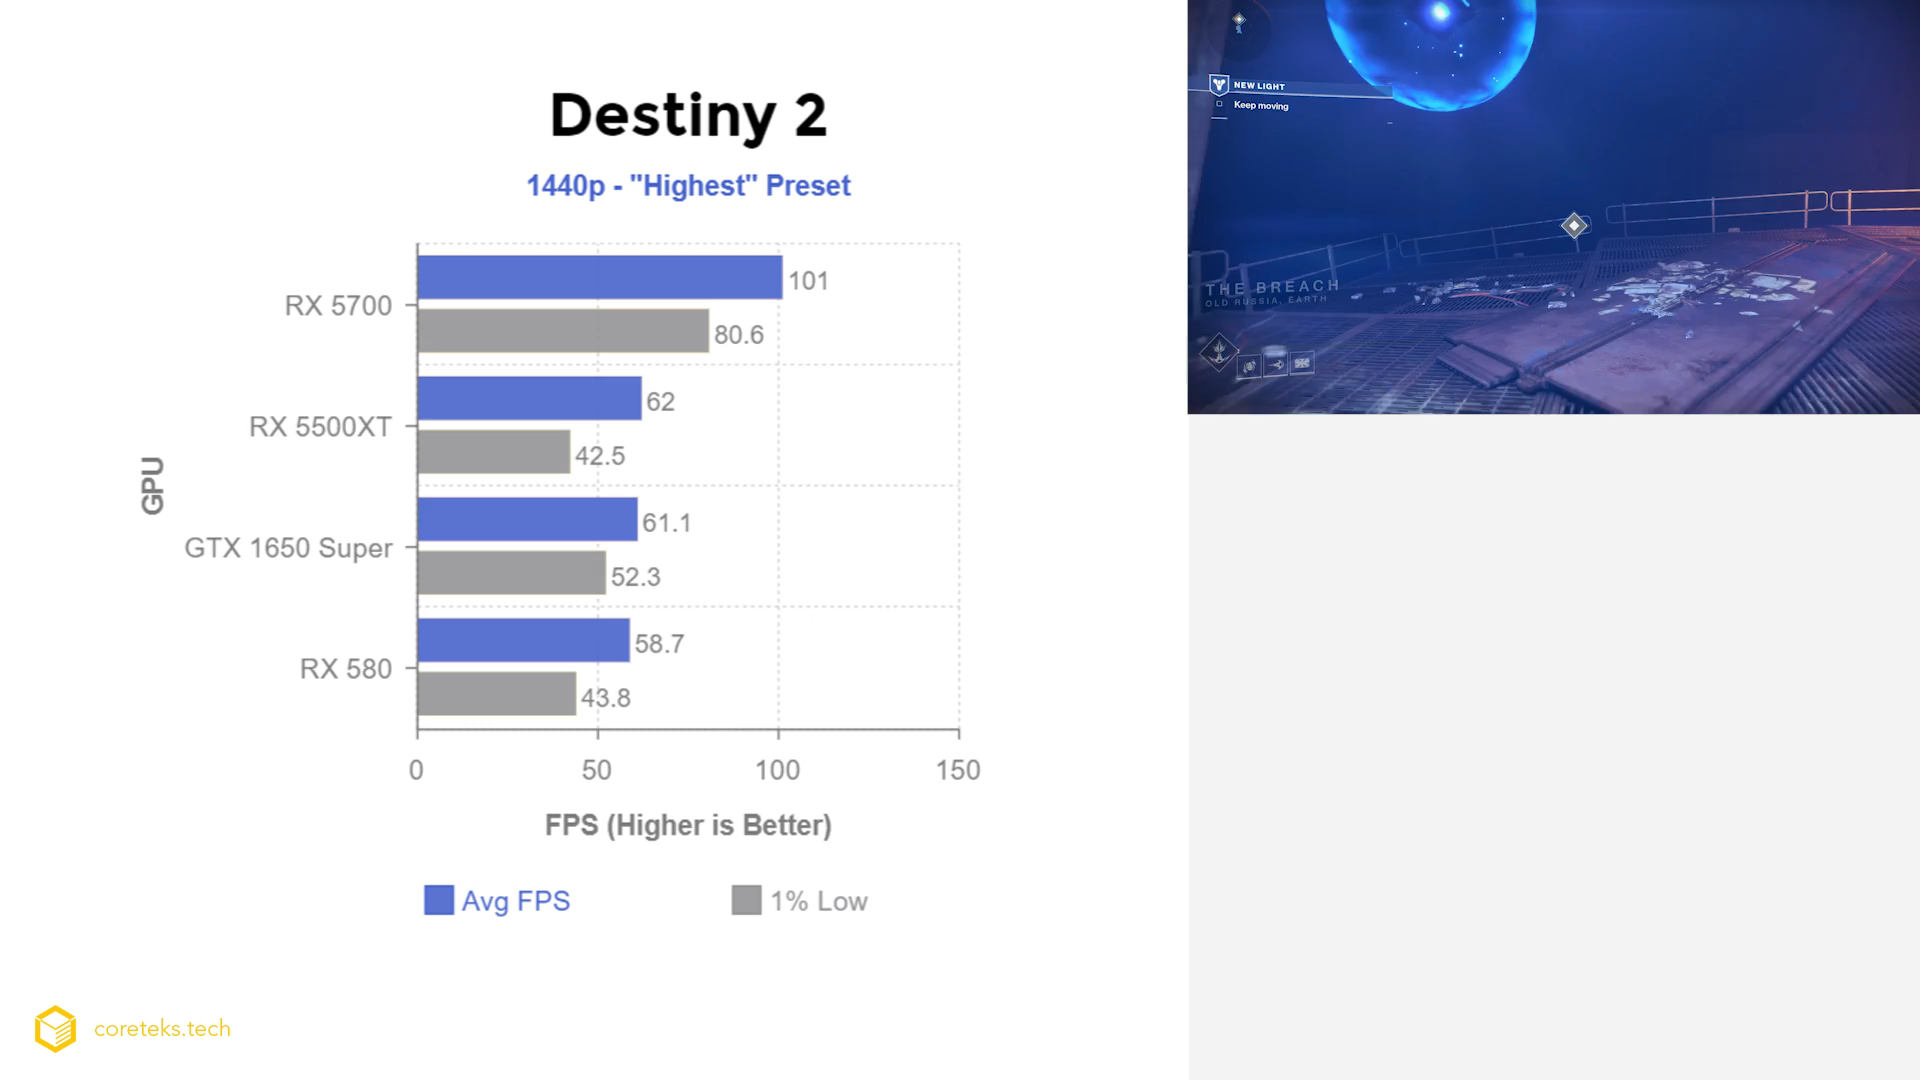 Destiny 2
1440p - "Highest" Preset
GPU
RX 5700
101
80.6
RX 5500XT
62
42.5
GTX 1650 Super
61.1
52.3
RX 580
58.7
43.8
0 50 100 150
FPS (Higher is Better)
Avg FPS 1% Low
coreteks.tech
NEW LIGHT
Keep moving
THE BREACH
OLD RUSSIA, EARTH